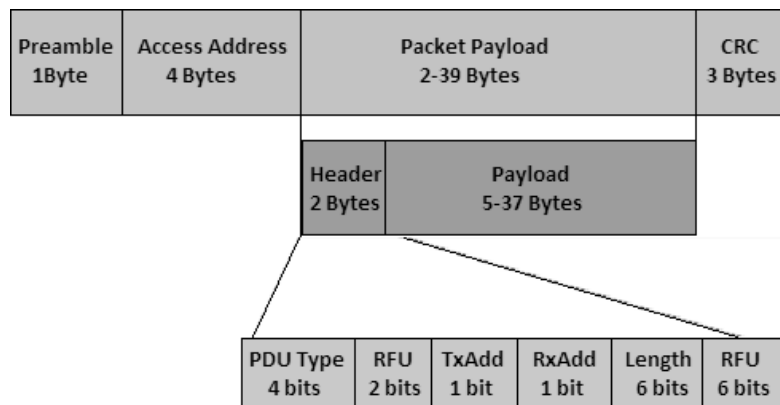 Preamble
1Byte
Access Address
4 Bytes
Packet Payload
2-39 Bytes
CRC
3 Bytes
Header
2 Bytes
Payload
5-37 Bytes
PDU Type
4 bits
RFU
2 bits
TxAdd
1 bit
RxAdd
1 bit
Length
6 bits
RFU
6 bits